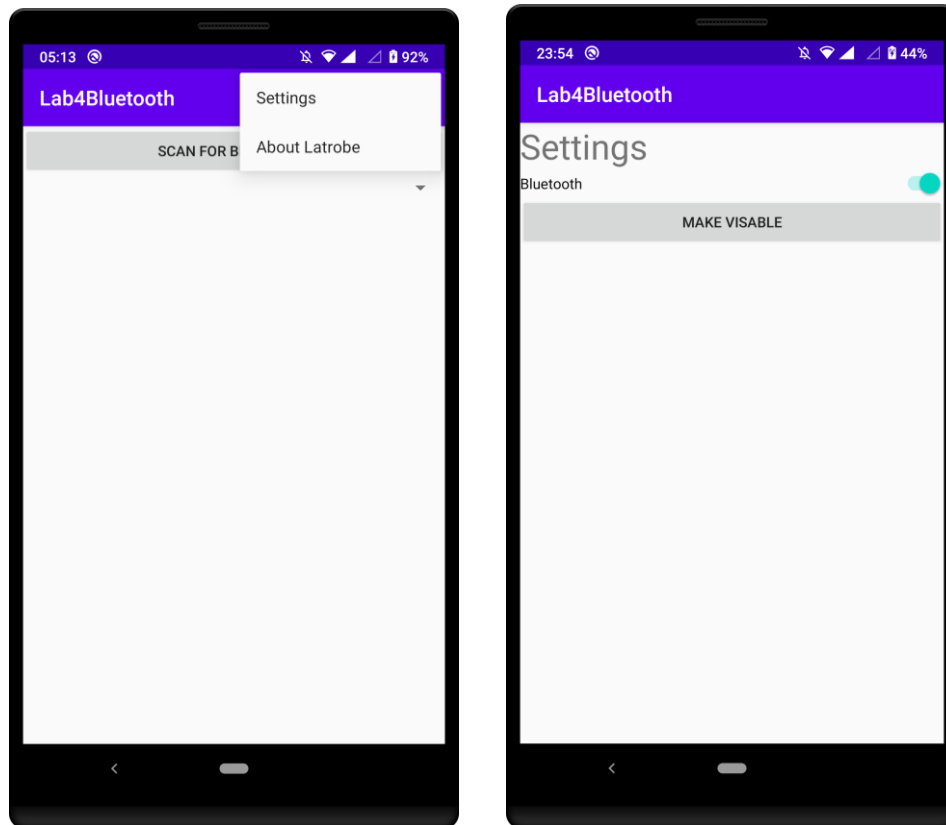 05:13
92%
Lab4Bluetooth
Settings
About Latrobe
SCAN FOR B
23:54
44%
Lab4Bluetooth
Settings
Bluetooth
MAKE VISABLE